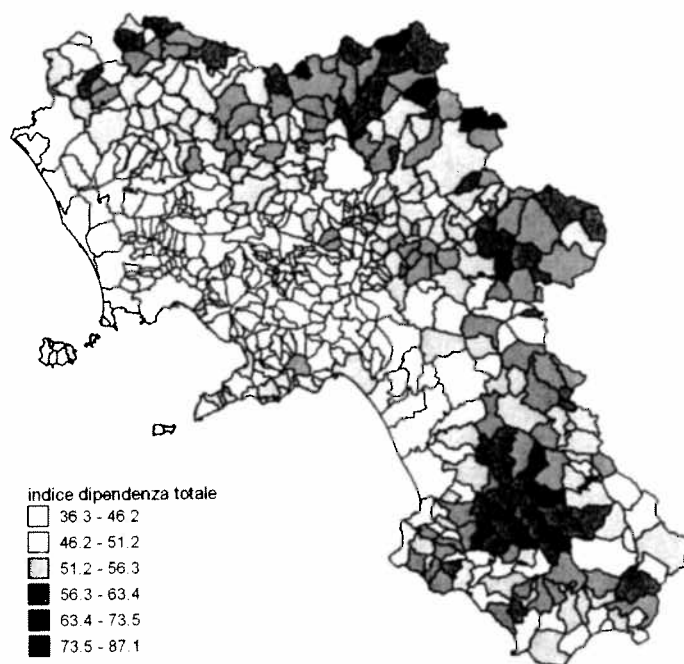 indice dipendenza totale
36.3 - 46.2
46.2 - 51.2
51.2 - 56.3
56.3 - 63.4
63.4 - 73.5
73.5 - 87.1